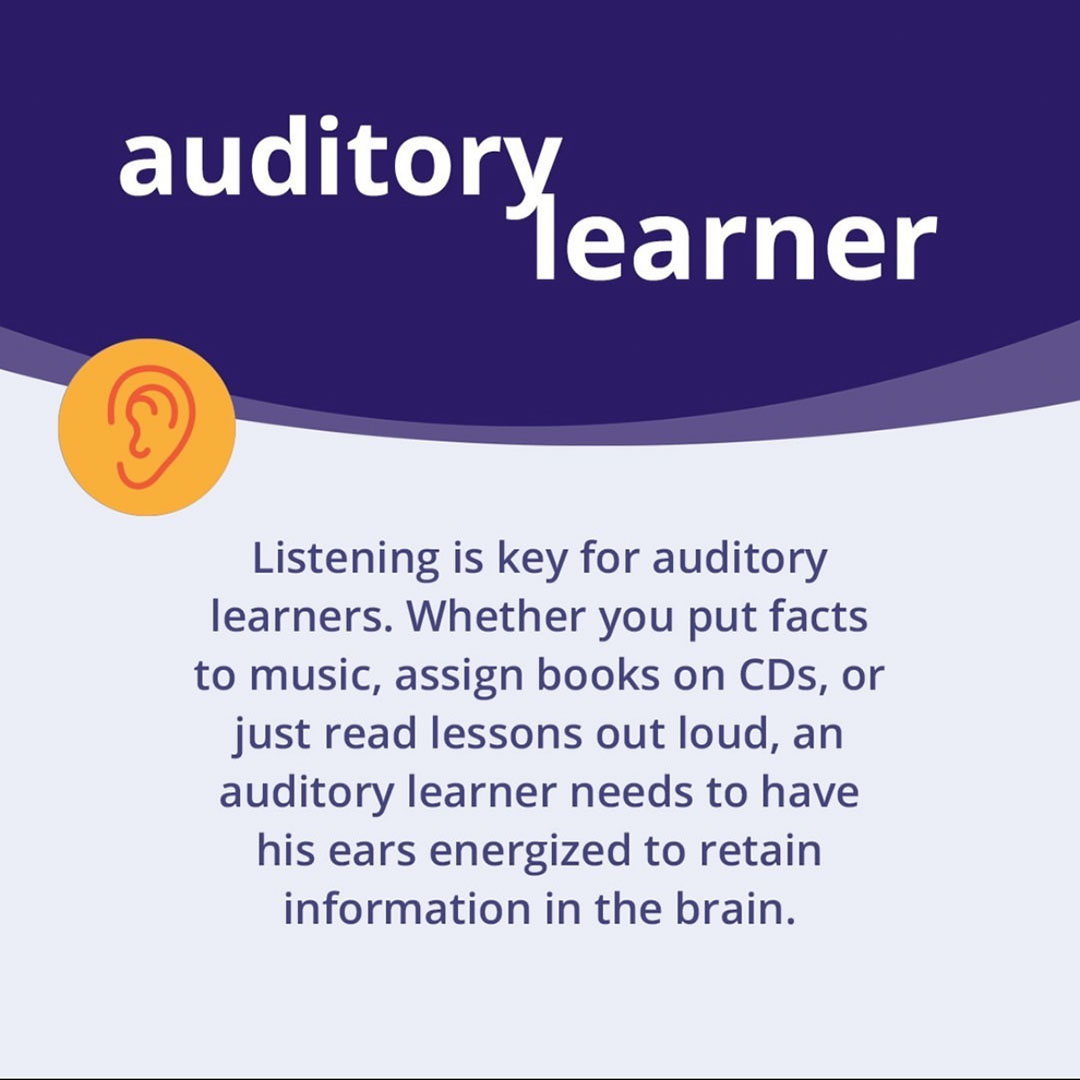 auditory
learner
Listening is key for auditory
learners. Whether you put facts
to music, assign books on CDs, or
just read lessons out loud, an
auditory learner needs to have
his ears energized to retain
information in the brain.